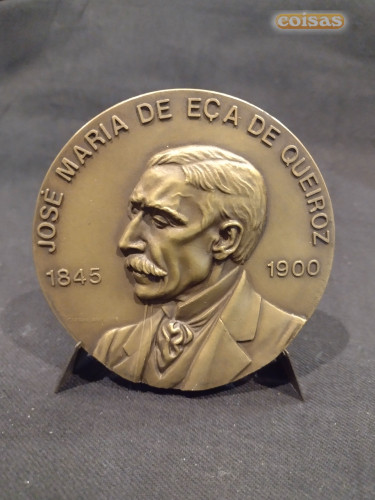 coisas
JOSÉ MARIA DE EÇA DE QUEIROZ
1845
1900